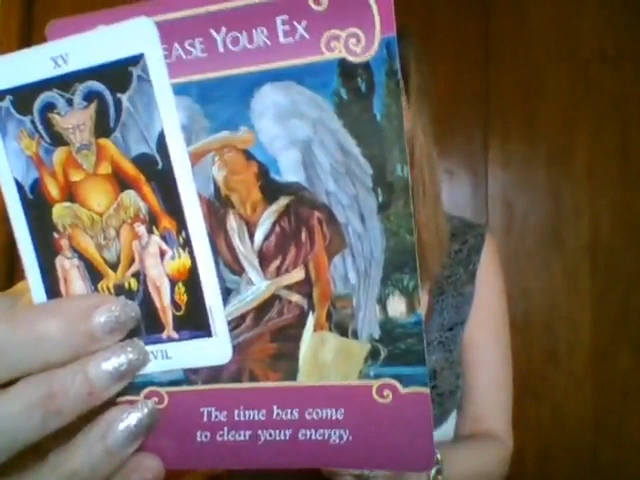 XV
EASE YOUR EX
VIL
The time has come
to clear your energy,